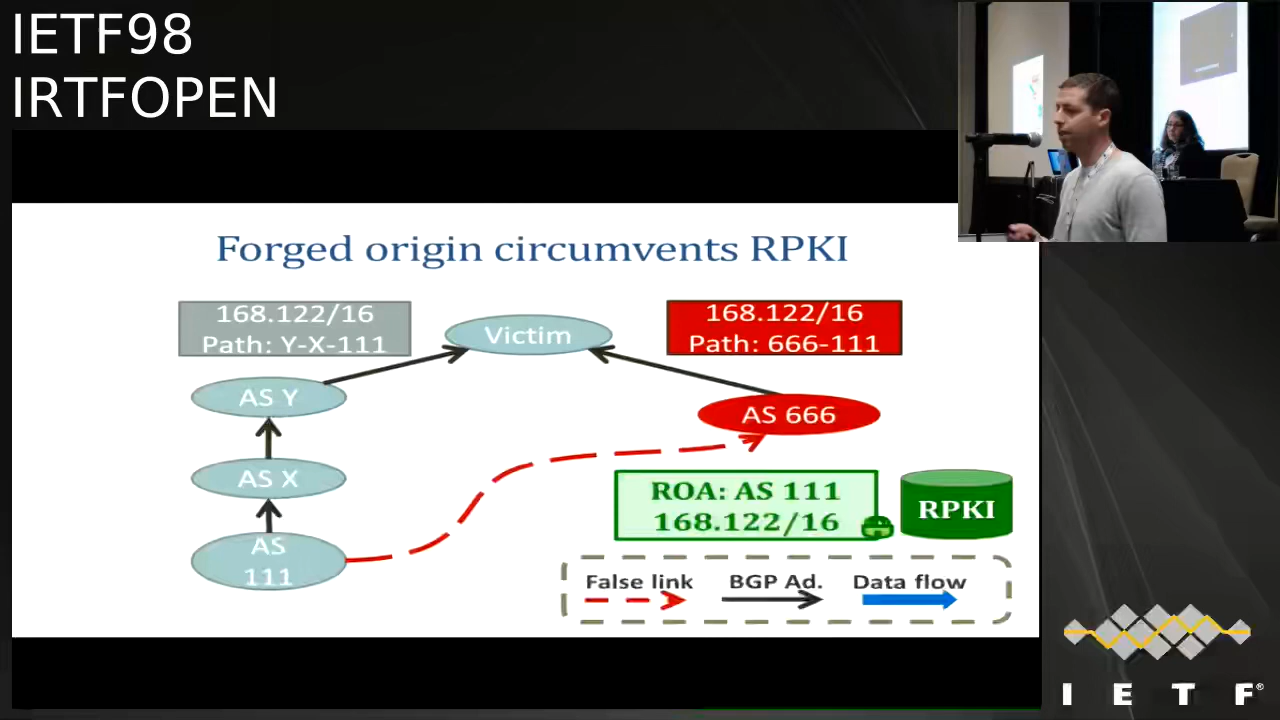 IETF98
IRTFOPEN
Forged origin circumvents RPKI
168.122/16
Path: Y-X-111
Victim
168.122/16
Path: 666-111
AS Y
AS 666
AS X
ROA: AS 111
168.122/16
RPKI
AS
111
False link
BGP Ad.
Data flow
I E T F®